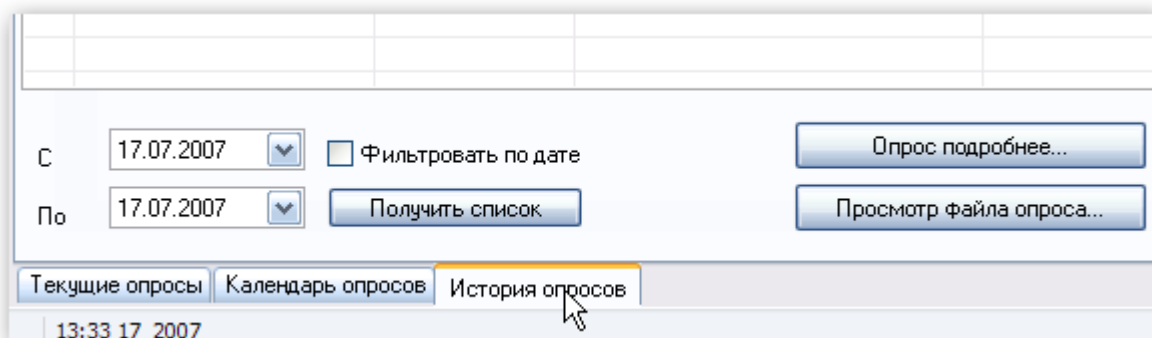 С 17.07.2007 Фильтровать по дате Опрос подробнее...
По 17.07.2007 Получить список Просмотр файла опроса...
Текущие опросы Календарь опросов История опросов
13:33 17 2007